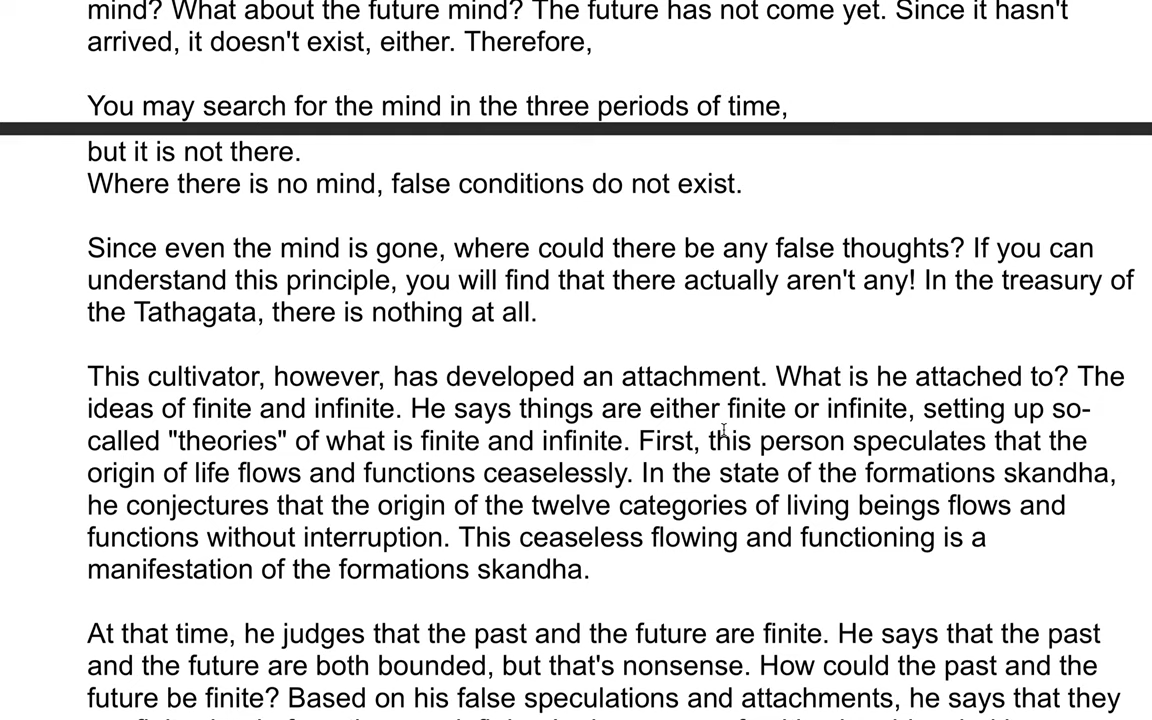 mind? What about the future mind? The future has not come yet. Since it hasn't
arrived, it doesn't exist, either. Therefore,
You may search for the mind in the three periods of time,
but it is not there.
Where there is no mind, false conditions do not exist.
Since even the mind is gone, where could there be any false thoughts? If you can
understand this principle, you will find that there actually aren't any! In the treasury of
the Tathagata, there is nothing at all.
This cultivator, however, has developed an attachment. What is he attached to? The
ideas of finite and infinite. He says things are either finite or infinite, setting up so-
called "theories" of what is finite and infinite. First, this person speculates that the
origin of life flows and functions ceaselessly. In the state of the formations skandha,
he conjectures that the origin of the twelve categories of living beings flows and
functions without interruption. This ceaseless flowing and functioning is a
manifestation of the formations skandha.
At that time, he judges that the past and the future are finite. He says that the past
and the future are both bounded, but that's nonsense. How could the past and the
future be finite? Based on his false speculations and attachments, he says that they